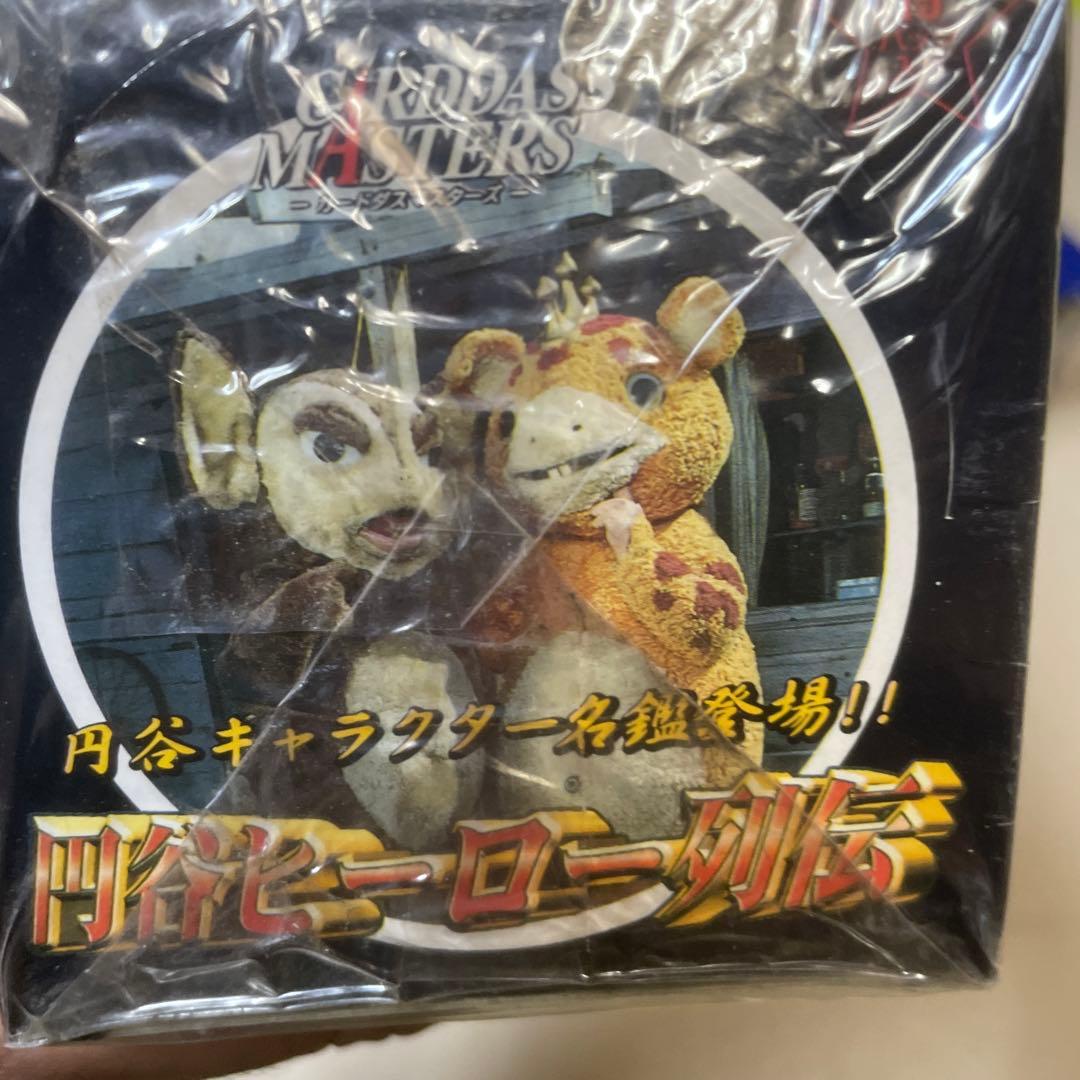 CARDDASS
MASTERS
ー カードダスマスターズ ー
円谷キャラクター名鑑登場!!
円谷ヒーロー列伝